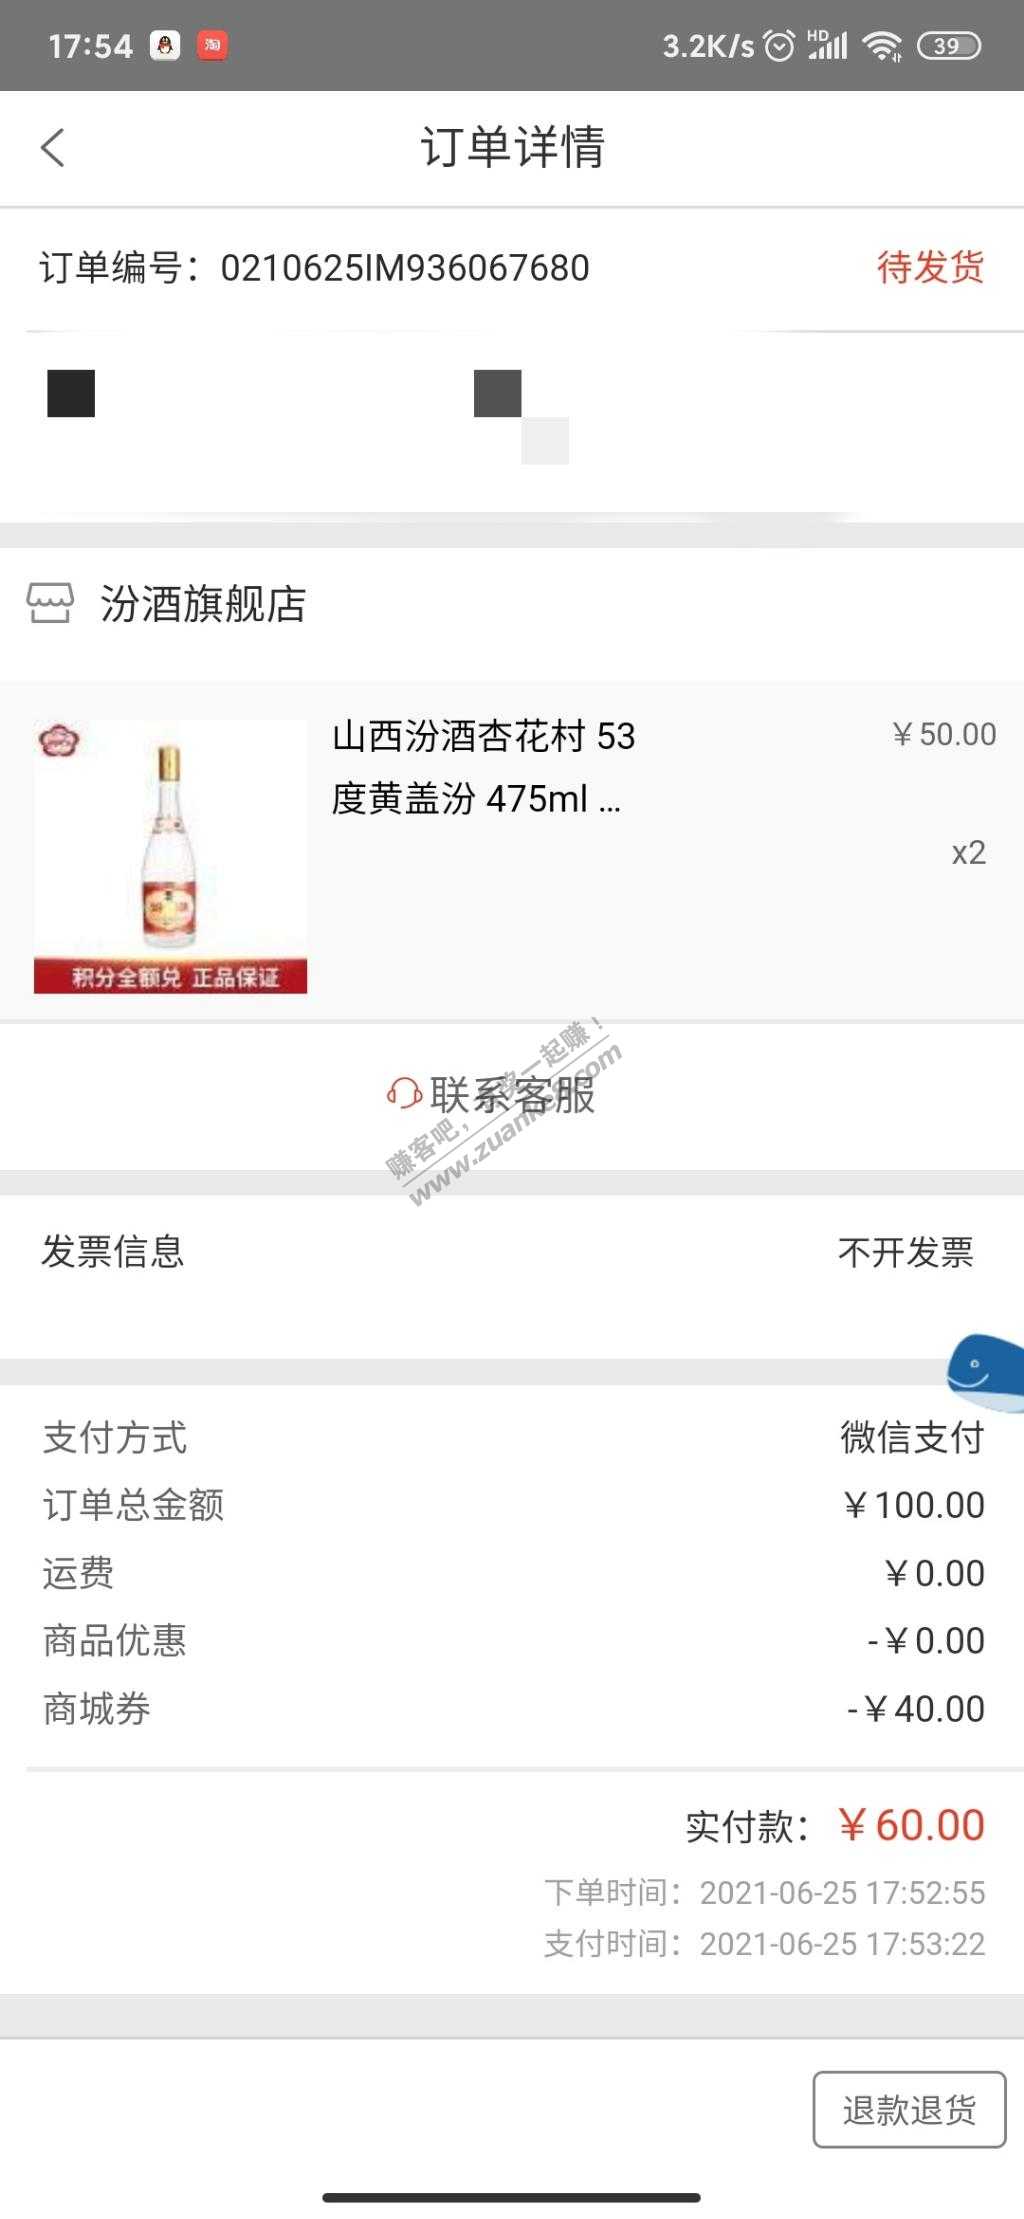 17:54
淘
3.2K/s
HD
39
订单详情
订单编号：0210625IM936067680
待发货
汾酒旗舰店
山西汾酒杏花村 53
度黄盖汾 475ml ...
￥50.00
x2
积分全额兑 正品保证
联系客服
赚客吧，有奖一起赚！
www.zuanke8.com
发票信息
不开发票
支付方式
微信支付
订单总金额
￥100.00
运费
￥0.00
商品优惠
-￥0.00
商城券
-￥40.00
实付款：￥60.00
下单时间：2021-06-25 17:52:55
支付时间：2021-06-25 17:53:22
退款退货